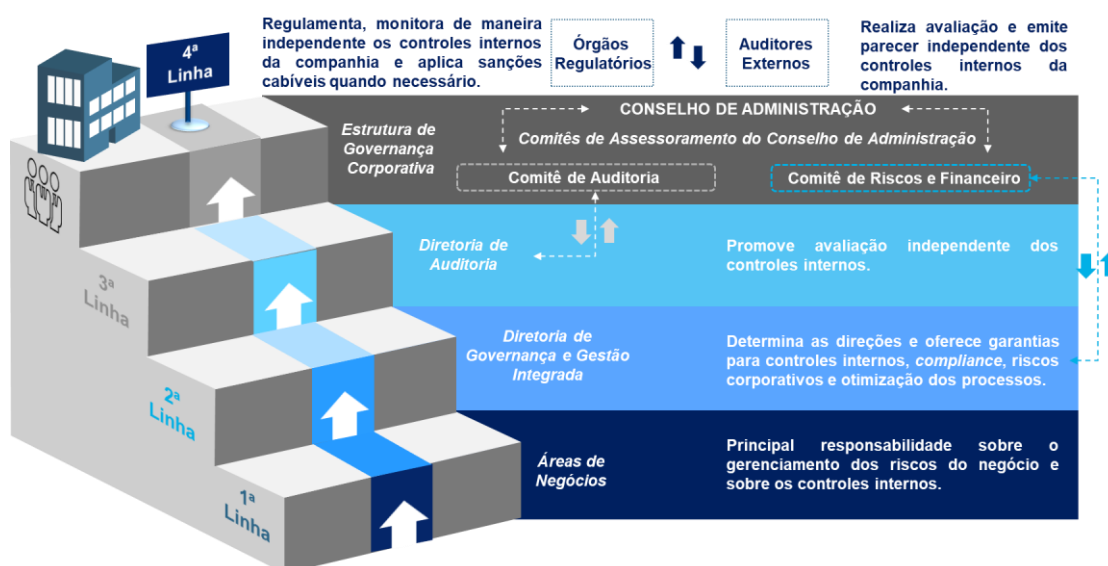 4ª
Linha
Regulamenta, monitora de maneira
independente os controles internos
da companhia e aplica sanções
cabíveis quando necessário.
Órgãos
Regulatórios
Auditores
Externos
Realiza avaliação e emite
parecer independente dos
controles internos da
companhia.
Estrutura de
Governança
Corporativa
CONSELHO DE ADMINISTRAÇÃO
Comitês de Assessoramento do Conselho de Administração
Comitê de Auditoria
Comitê de Riscos e Financeiro
3ª
Linha
Diretoria de
Auditoria
Promove avaliação independente dos
controles internos.
2ª
Linha
Diretoria de
Governança e Gestão
Integrada
Determina as direções e oferece garantias
para controles internos, compliance, riscos
corporativos e otimização dos processos.
1ª
Linha
Áreas de
Negócios
Principal responsabilidade sobre o
gerenciamento dos riscos do negócio e
sobre os controles internos.